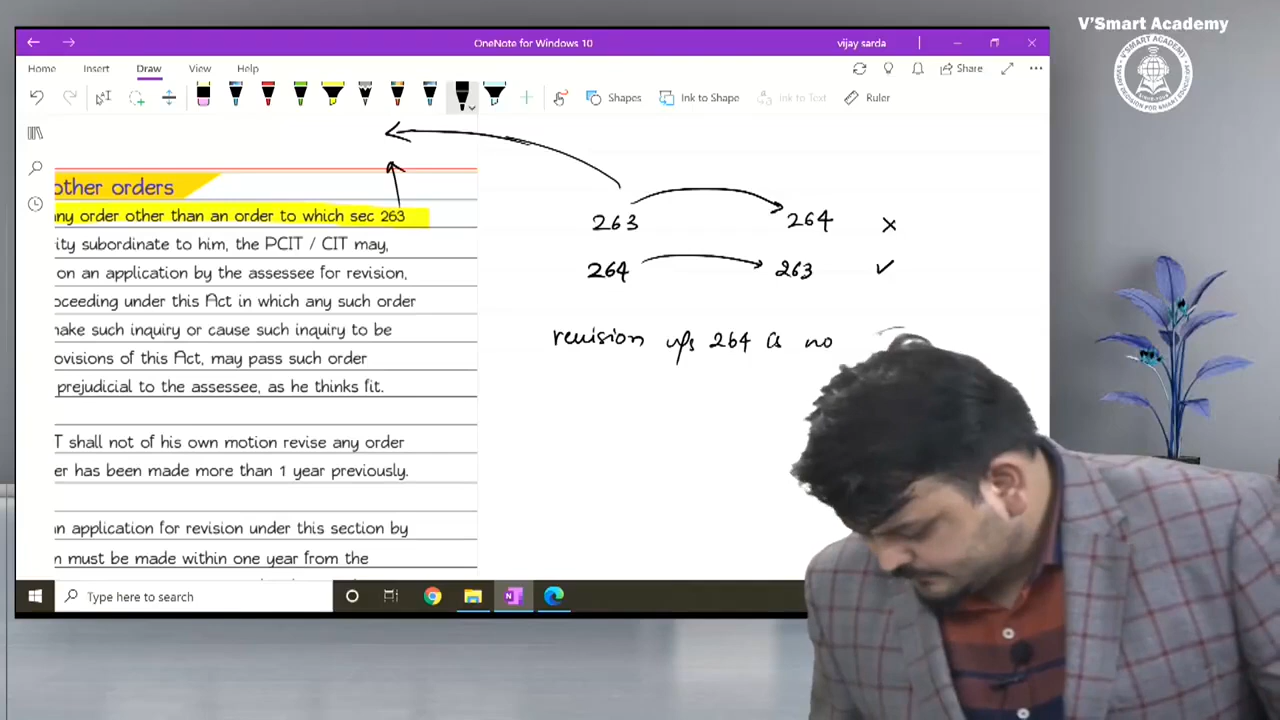 V'Smart Academy
OneNote for Windows 10
vijay sarda
Home Insert Draw View Help
Share
Shapes
Ink to Shape
Ink to Text
Ruler
other orders
any order other than an order to which sec 263
ity subordinate to him, the PCIT / CIT may,
on an application by the assessee for revision,
oceeding under this Act in which any such order
nake such inquiry or cause such inquiry to be
ovisions of this Act, may pass such order
prejudicial to the assessee, as he thinks fit.
T shall not of his own motion revise any order
er has been made more than 1 year previously.
an application for revision under this section by
n must be made within one year from the
263 264 ×
264 263 ✓
revision u/s 264 is no
Type here to search